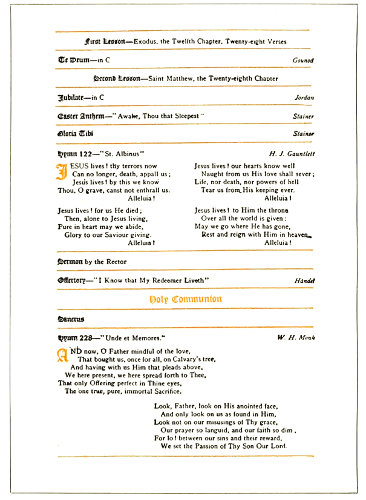 First Lesson—Exodus, the Twelfth Chapter, Twenty-eight Verses
Te Deum—in C Gounod
Second Lesson—Saint Matthew, the Twenty-eighth Chapter
Jubilate—in C Jordan
Easter Anthem—"Awake, Thou that Sleepest" Stainer
Gloria Tibi Stainer
Hymn 122—"St. Albinus" H. J. Gauntlett
JESUS lives! thy terrors now
Can no longer, death, appall us;
Jesus lives! by this we know
Thou, O grave, canst not enthrall us.
Alleluia!
Jesus lives! for us He died;
Then, alone to Jesus living,
Pure in heart may we abide,
Glory to our Saviour giving.
Alleluia!
Jesus lives! our hearts know well
Naught from us His love shall sever;
Life, nor death, nor powers of hell
Tear us from His keeping ever.
Alleluia!
Jesus lives! to Him the throne
Over all the world is given:
May we go where He has gone,
Rest and reign with Him in heaven.
Alleluia!
Sermon by the Rector
Offertory—"I Know that My Redeemer Liveth" Händel
Holy Communion
Sanctus
Hymn 228—"Unde et Memores." W. H. Monk
AND now, O Father mindful of the love,
That bought us, once for all, on Calvary's tree,
And having with us Him that pleads above,
We here present, we here spread forth to Thee,
That only Offering perfect in Thine eyes,
The one true, pure, immortal Sacrifice.
Look, Father, look on His anointed face,
And only look on us as found in Him,
Look not on our misusings of Thy grace,
Our prayer so languid, and our faith so dim,
For lo! between our sins and their reward,
We set the Passion of Thy Son Our Lord.